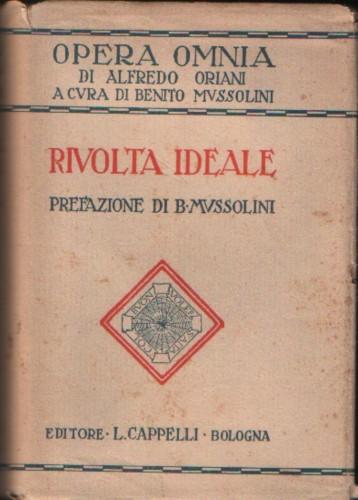 OPERA OMNIA
DI ALFREDO ORIANI
A CVRA DI BENITO MVSSOLINI
RIVOLTA IDEALE
PREFAZIONE DI B·MVSSOLINI
EDITORE · L. CAPPELLI · BOLOGNA